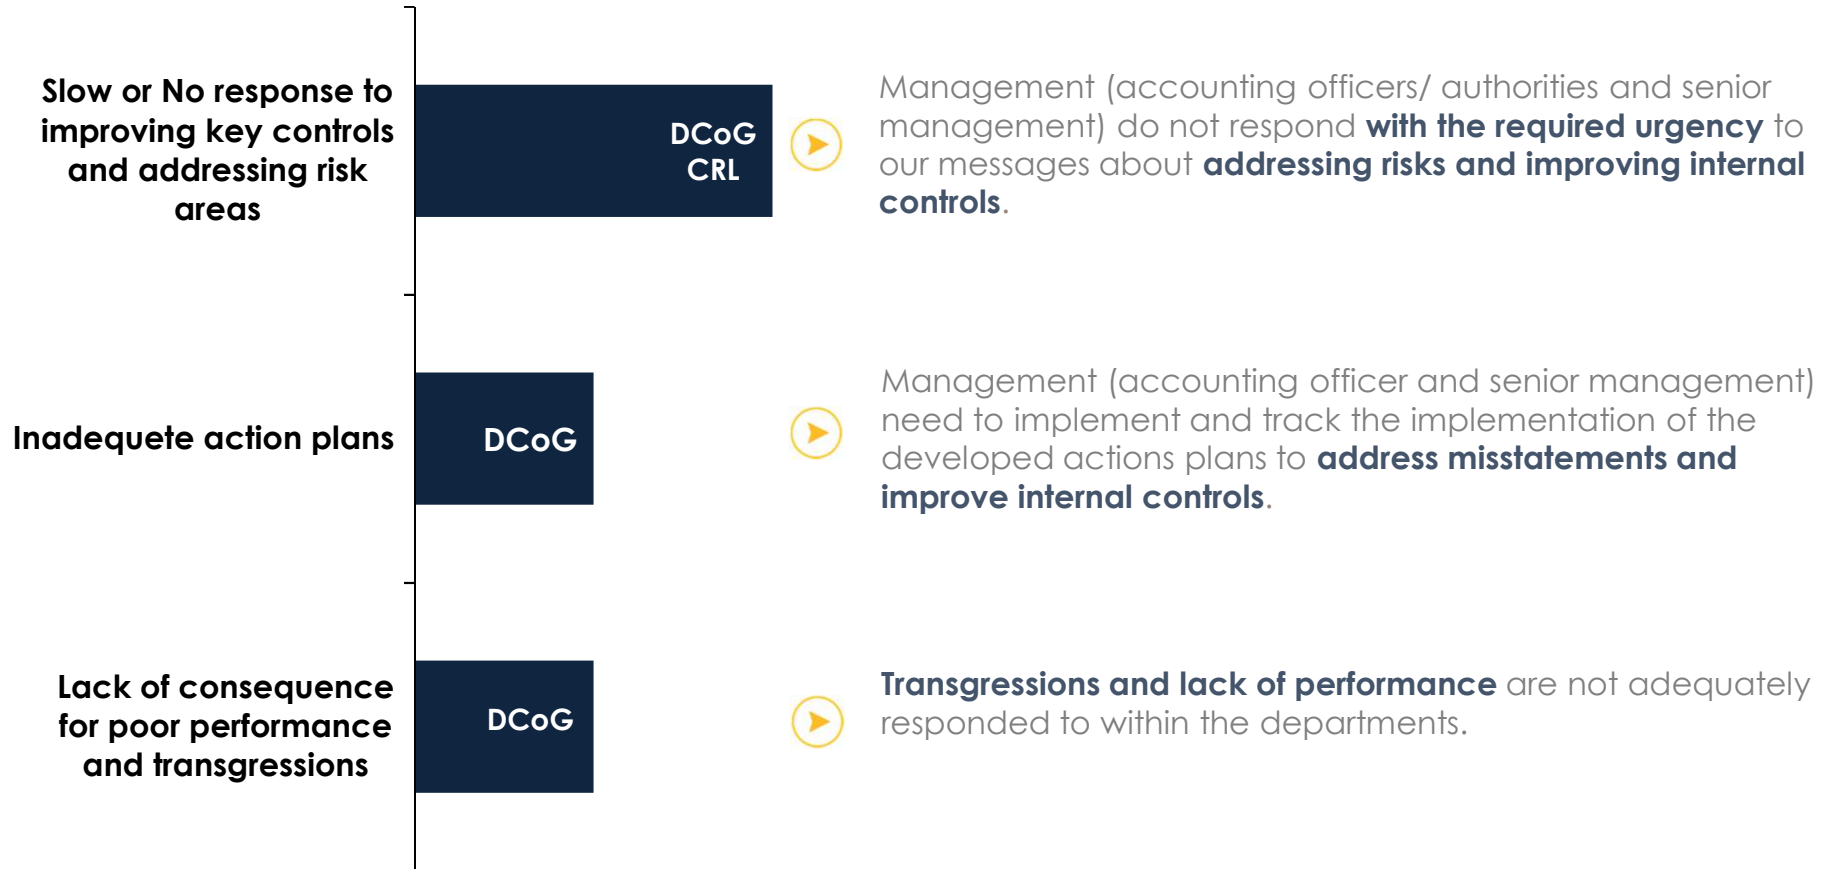 Slow or No response to
improving key controls
and addressing risk
areas
DCoG
CRL
Management (accounting officers/ authorities and senior
management) do not respond with the required urgency to
our messages about addressing risks and improving internal
controls.
Inadequete action plans
DCoG
Management (accounting officer and senior management)
need to implement and track the implementation of the
developed actions plans to address misstatements and
improve internal controls.
Lack of consequence
for poor performance
and transgressions
DCoG
Transgressions and lack of performance are not adequately
responded to within the departments.